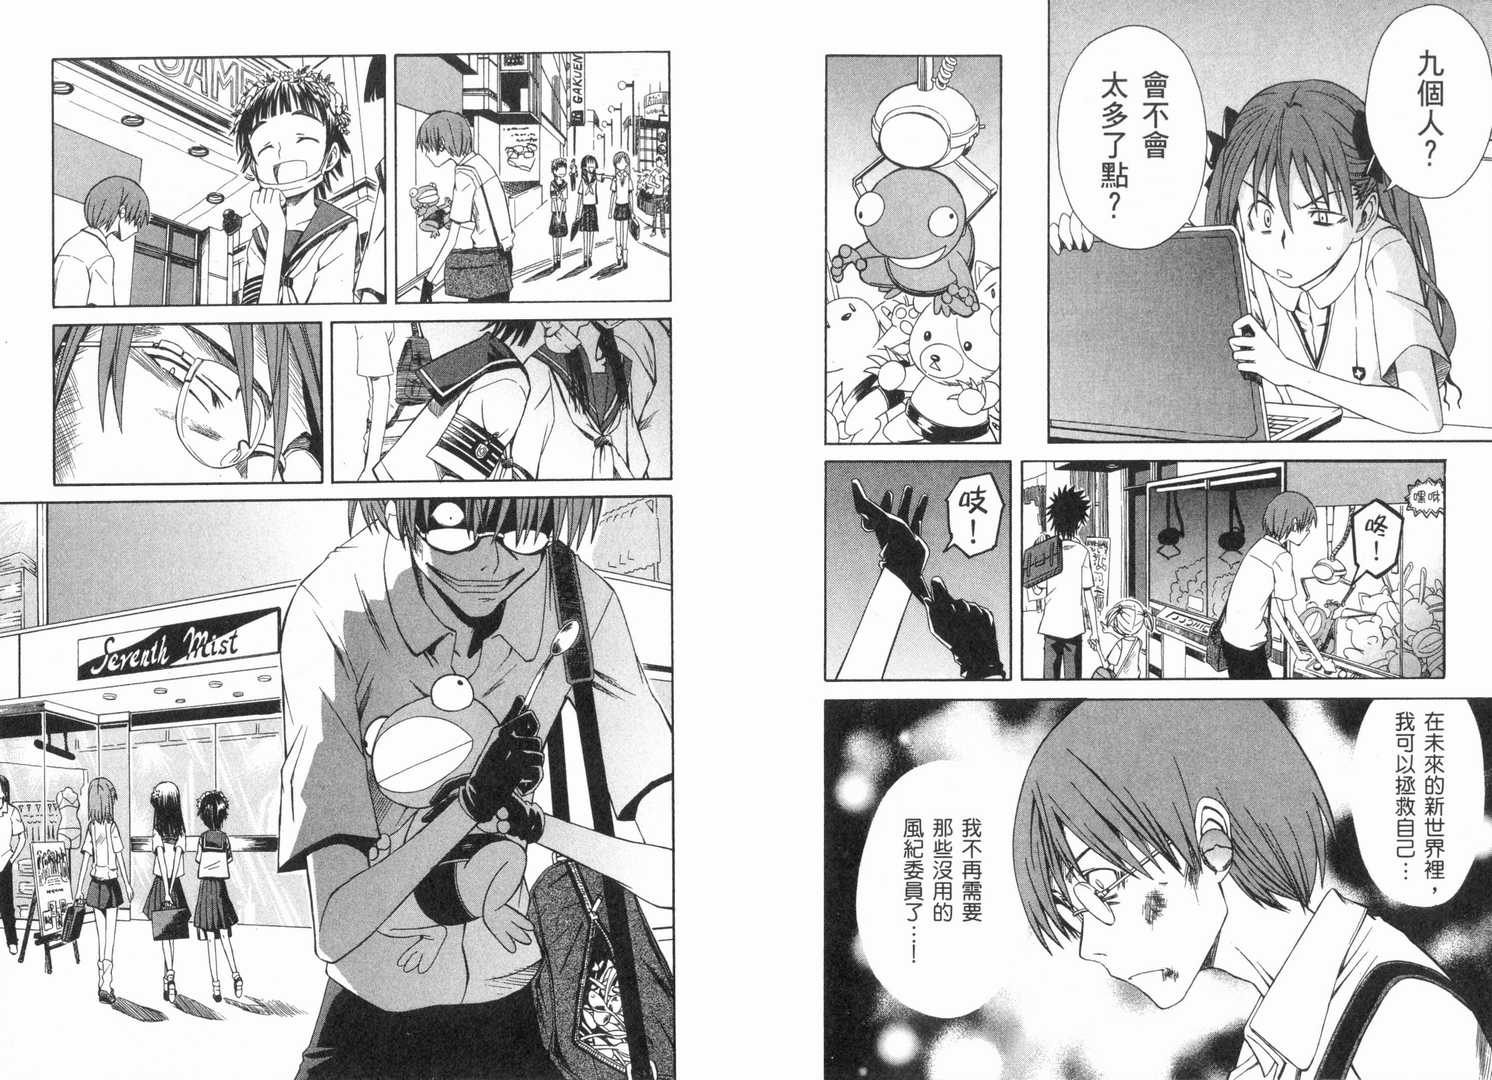 九個人？
會不會
太多了點？
嘿咻
咚！
吱！
在未來的新世界裡，
我可以拯救自己…
我不再需要
那些沒用的
風紀委員了…！
GAKUEN
GAME
Seventh Mist